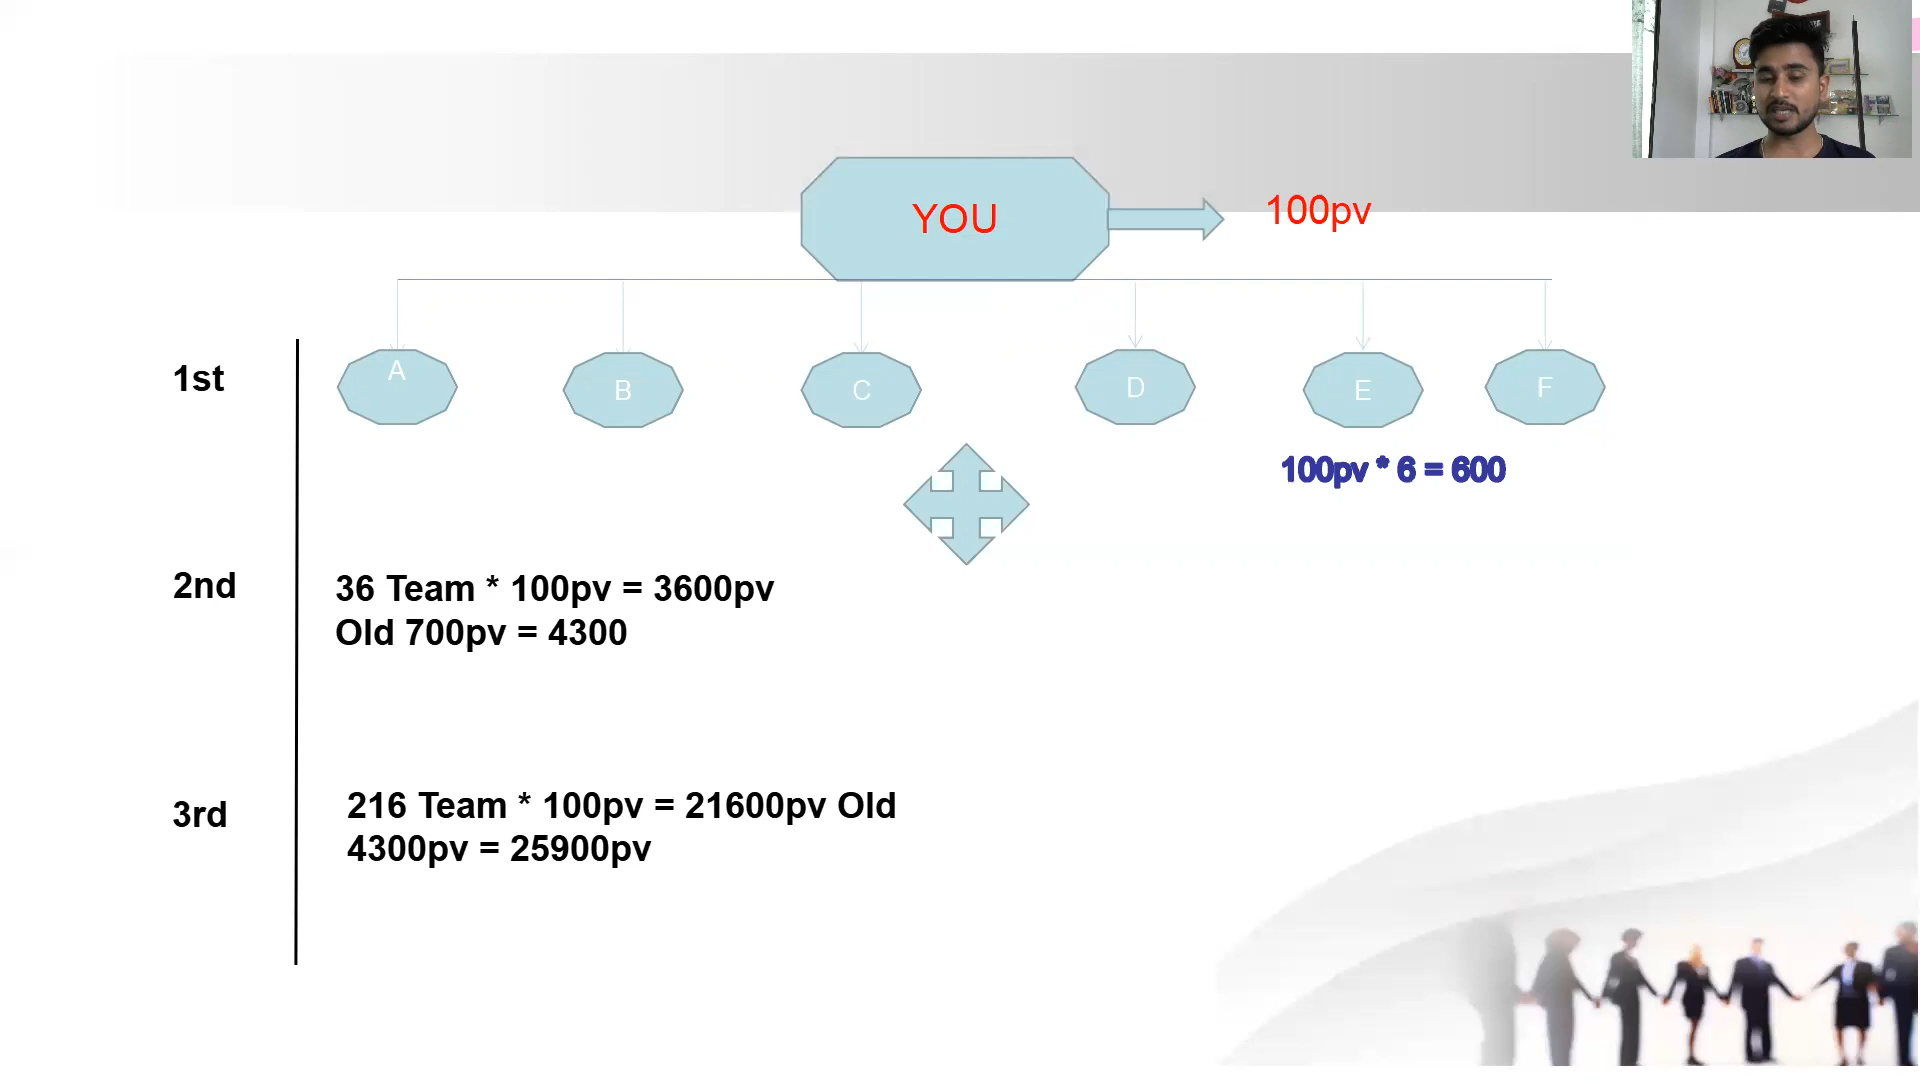 YOU
100pv
1st
A
B
C
D
E
F
100pv * 6 = 600
2nd
36 Team * 100pv = 3600pv
Old 700pv = 4300
3rd
216 Team * 100pv = 21600pv Old
4300pv = 25900pv